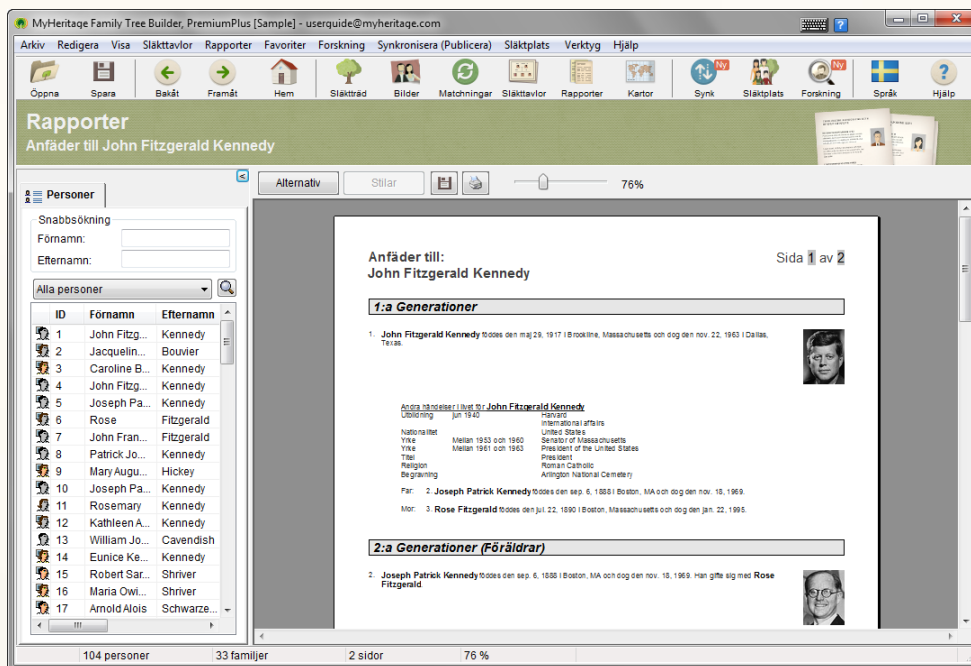 MyHeritage Family Tree Builder, PremiumPlus [Sample] - userquide@myheritage.com
Arkiv Redigera Visa Släkttavlor Rapporter Favoriter Forskning Synkronisera (Publicera) Släktplats Verktyg Hjälp
Ny Ny
Öppna Spara Bakåt Framåt Hem Släktträd Bilder Matchningar Släkttavlor Rapporter Kartor Synk Släktplats Forskning Språk Hjälp
Rapporter
Anfäder till John Fitzgerald Kennedy
Personer
Snabbsökning
Förnamn:
Efternamn:
Alla personer
ID Förnamn Efternamn
1 John Fitzg... Kennedy
2 Jacquelin... Bouvier
3 Caroline B... Kennedy
4 John Fitzg... Kennedy
5 Joseph Pa... Kennedy
6 Rose Fitzgerald
7 John Fran... Fitzgerald
8 Patrick Jo... Kennedy
9 Mary Augu... Hickey
10 Joseph Pa... Kennedy
11 Rosemary Kennedy
12 Kathleen A... Kennedy
13 William Jo... Cavendish
14 Eunice Ke... Kennedy
15 Robert Sar... Shriver
16 Maria Owi... Shriver
17 Arnold Alois Schwarze...
Alternativ Stilar 76%
Anfäder till:
John Fitzgerald Kennedy
Sida 1 av 2
1:a Generationer
1. John Fitzgerald Kennedy föddes den maj 29, 1917 i Brookline, Massachusetts och dog den nov. 22, 1963 i Dallas,
Texas.
Andra händelser i livet för John Fitzgerald Kennedy
Utbildning jun 1940 Harvard
International affairs
Nationalitet United States
Yrke Mellan 1953 och 1960 Senator of Massachusetts
Yrke Mellan 1961 och 1963 President of the United States
Titel President
Religion Roman Catholic
Begravning Arlington National Cemetery
Far: 2. Joseph Patrick Kennedy föddes den sep. 6, 1888 i Boston, MA och dog den nov. 18, 1969.
Mor: 3. Rose Fitzgerald föddes den jul. 22, 1890 i Boston, Massachusetts och dog den jan. 22, 1995.
2:a Generationer (Föräldrar)
2. Joseph Patrick Kennedy föddes den sep. 6, 1888 i Boston, MA och dog den nov. 18, 1969. Han gifte sig med Rose
Fitzgerald.
104 personer 33 familjer 2 sidor 76 %